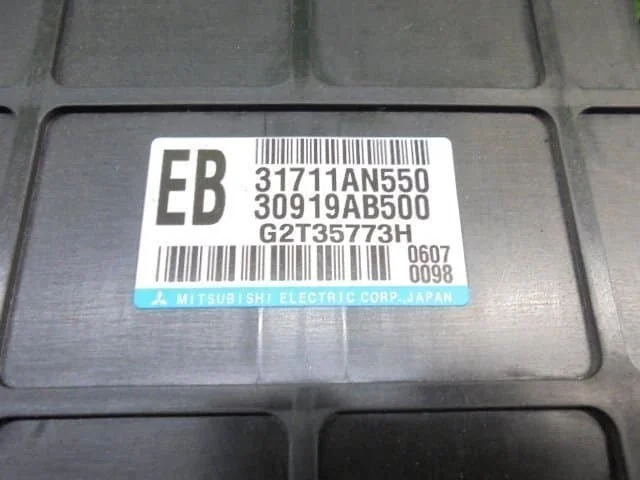 EB
31711AN550
30919AB500
G2T35773H
0607
0098
MITSUBISHI ELECTRIC CORP., JAPAN